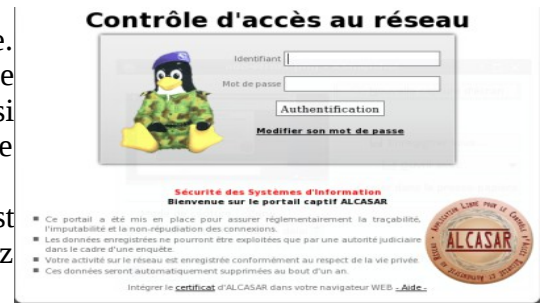 Contrôle d'accès au réseau
e.
Identifiant
e
Mot de passe
si
Authentification
e
Modifier son mot de passe
Sécurité des Systèmes d'Information
Bienvenue sur le portail captif ALCASAR
st
z
Ce portail a été mis en place pour assurer réglementairement la traçabilité,
l'imputabilité et la non-répudiation des connexions.
Les données enregistrées ne pourront être exploitées que par une autorité judiciaire
dans le cadre d'une enquête.
Votre activité sur le réseau est enregistrée conformément au respect de la vie privée.
Ces données seront automatiquement supprimées au bout d'un an.
Intégrer le certificat d'ALCASAR dans votre navigateur WEB - Aide -
ALCASAR